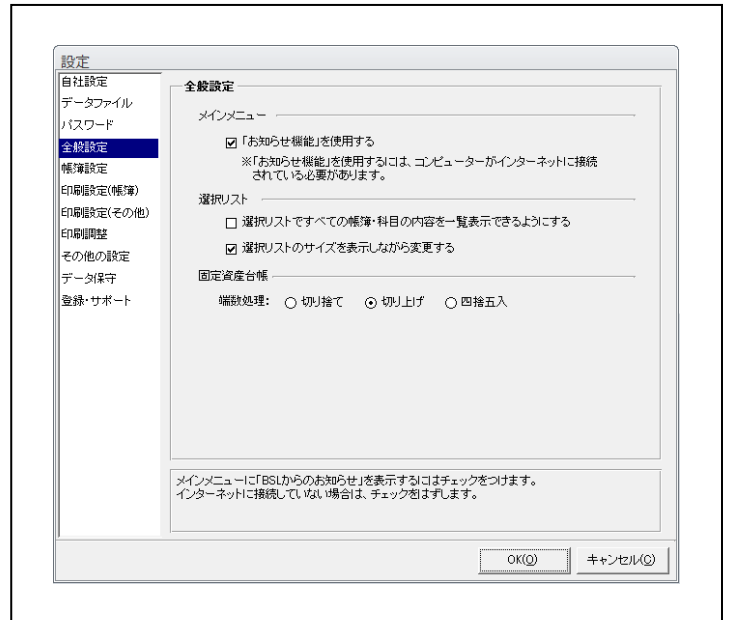 設定
自社設定
データファイル
パスワード
全般設定
帳簿設定
印刷設定(帳簿)
印刷設定(その他)
印刷調整
その他の設定
データ保守
登録・サポート
全般設定
メインメニュー
「お知らせ機能」を使用する
※「お知らせ機能」を使用するには、コンピューターがインターネットに接続
されている必要があります。
選択リスト
選択リストですべての帳簿・科目の内容を一覧表示できるようにする
選択リストのサイズを表示しながら変更する
固定資産台帳
端数処理: 切り捨て 切り上げ 四捨五入
メインメニューに「BSLからのお知らせ」を表示するにはチェックをつけます。
インターネットに接続していない場合は、チェックをはずします。
OK(O) キャンセル(C)